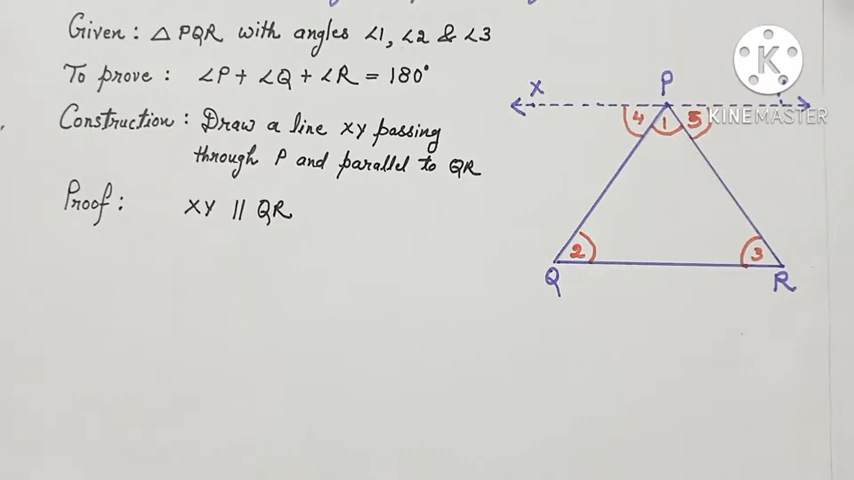 Given : △ PQR with angles ∠1, ∠2 & ∠3
To prove : ∠P + ∠Q + ∠R = 180°
Construction : Draw a line XY passing
through P and parallel to QR
Proof : XY || QR
X
P
4
1
5
2
3
Q
R
K
KINEMASTER